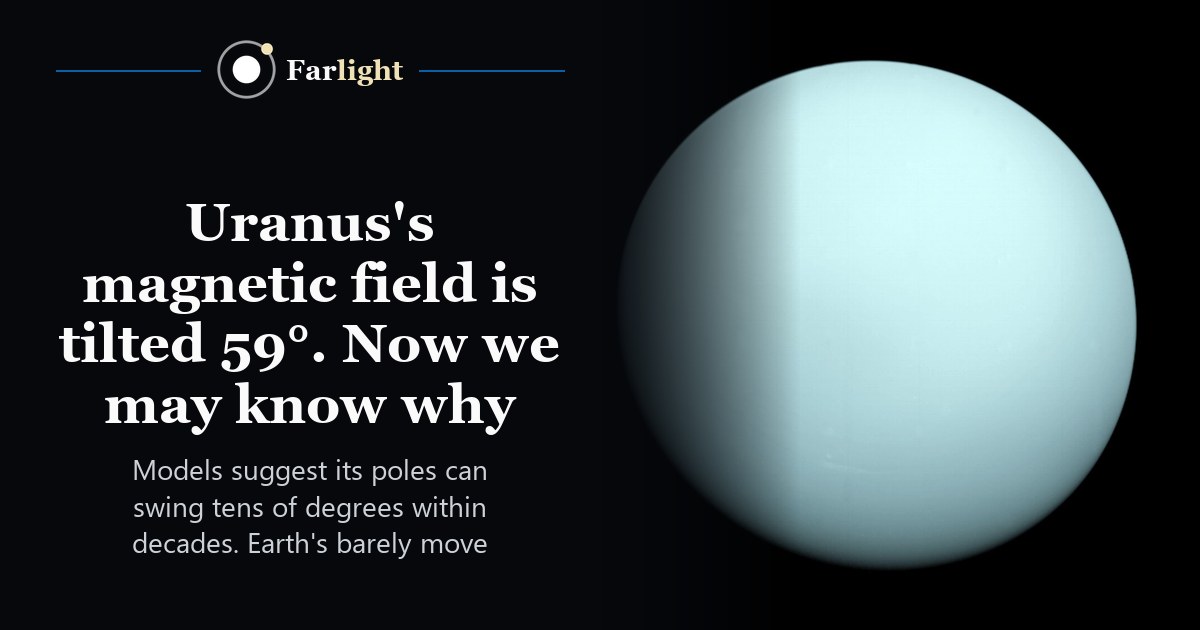 Farlight
Uranus's
magnetic field is
tilted 59°. Now we
may know why
Models suggest its poles can
swing tens of degrees within
decades. Earth's barely move